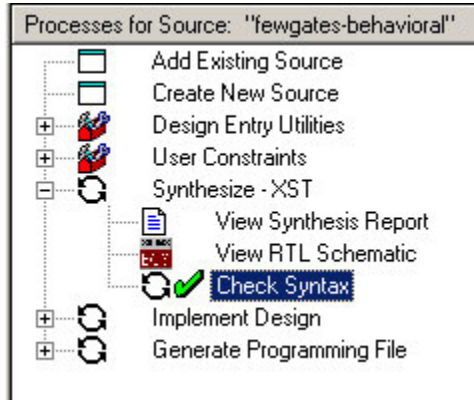 Processes for Source: "fewgates-behavioral"
Add Existing Source
Create New Source
Design Entry Utilities
User Constraints
Synthesize - XST
View Synthesis Report
View RTL Schematic
Check Syntax
Implement Design
Generate Programming File